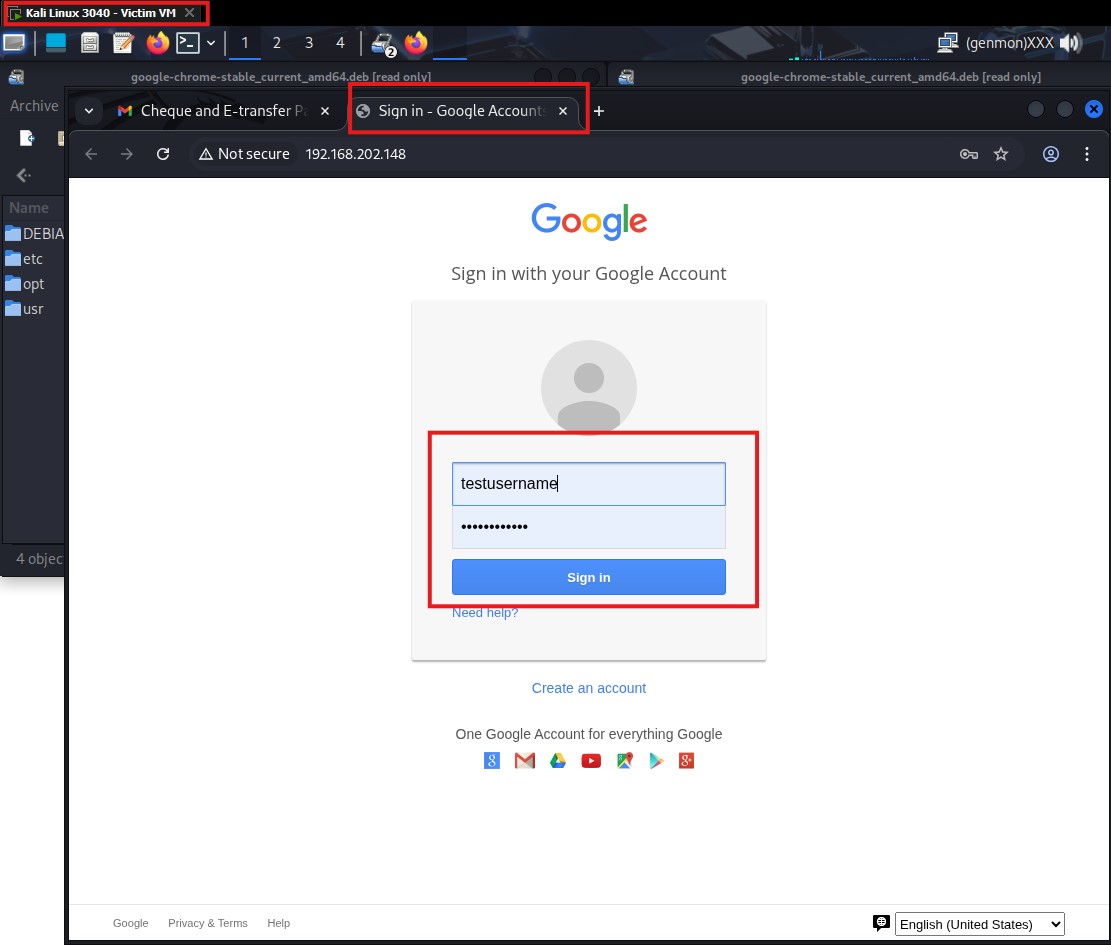 Kali Linux 3040 - Victim VM
1 2 3 4 2 (genmon)XXX
google-chrome-stable_current_amd64.deb [read only]
google-chrome-stable_current_amd64.deb [read only]
Archive
Cheque and E-transfer Pa
Sign in - Google Accounts
Not secure 192.168.202.148
Name
DEBIA
etc
opt
usr
4 objec
Google
Sign in with your Google Account
testusername
••••••••••••
Sign in
Need help?
Create an account
One Google Account for everything Google
8 8+
Google Privacy & Terms Help
English (United States)